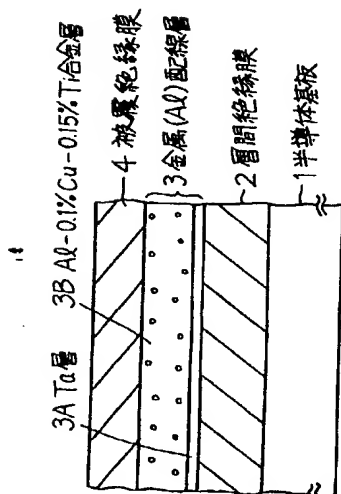 3A Ta層
3B Al-0.1%Cu-0.15%Ti合金層
4 被覆絶縁膜
3 金属(Al)配線層
2 層間絶縁膜
1 半導体基板